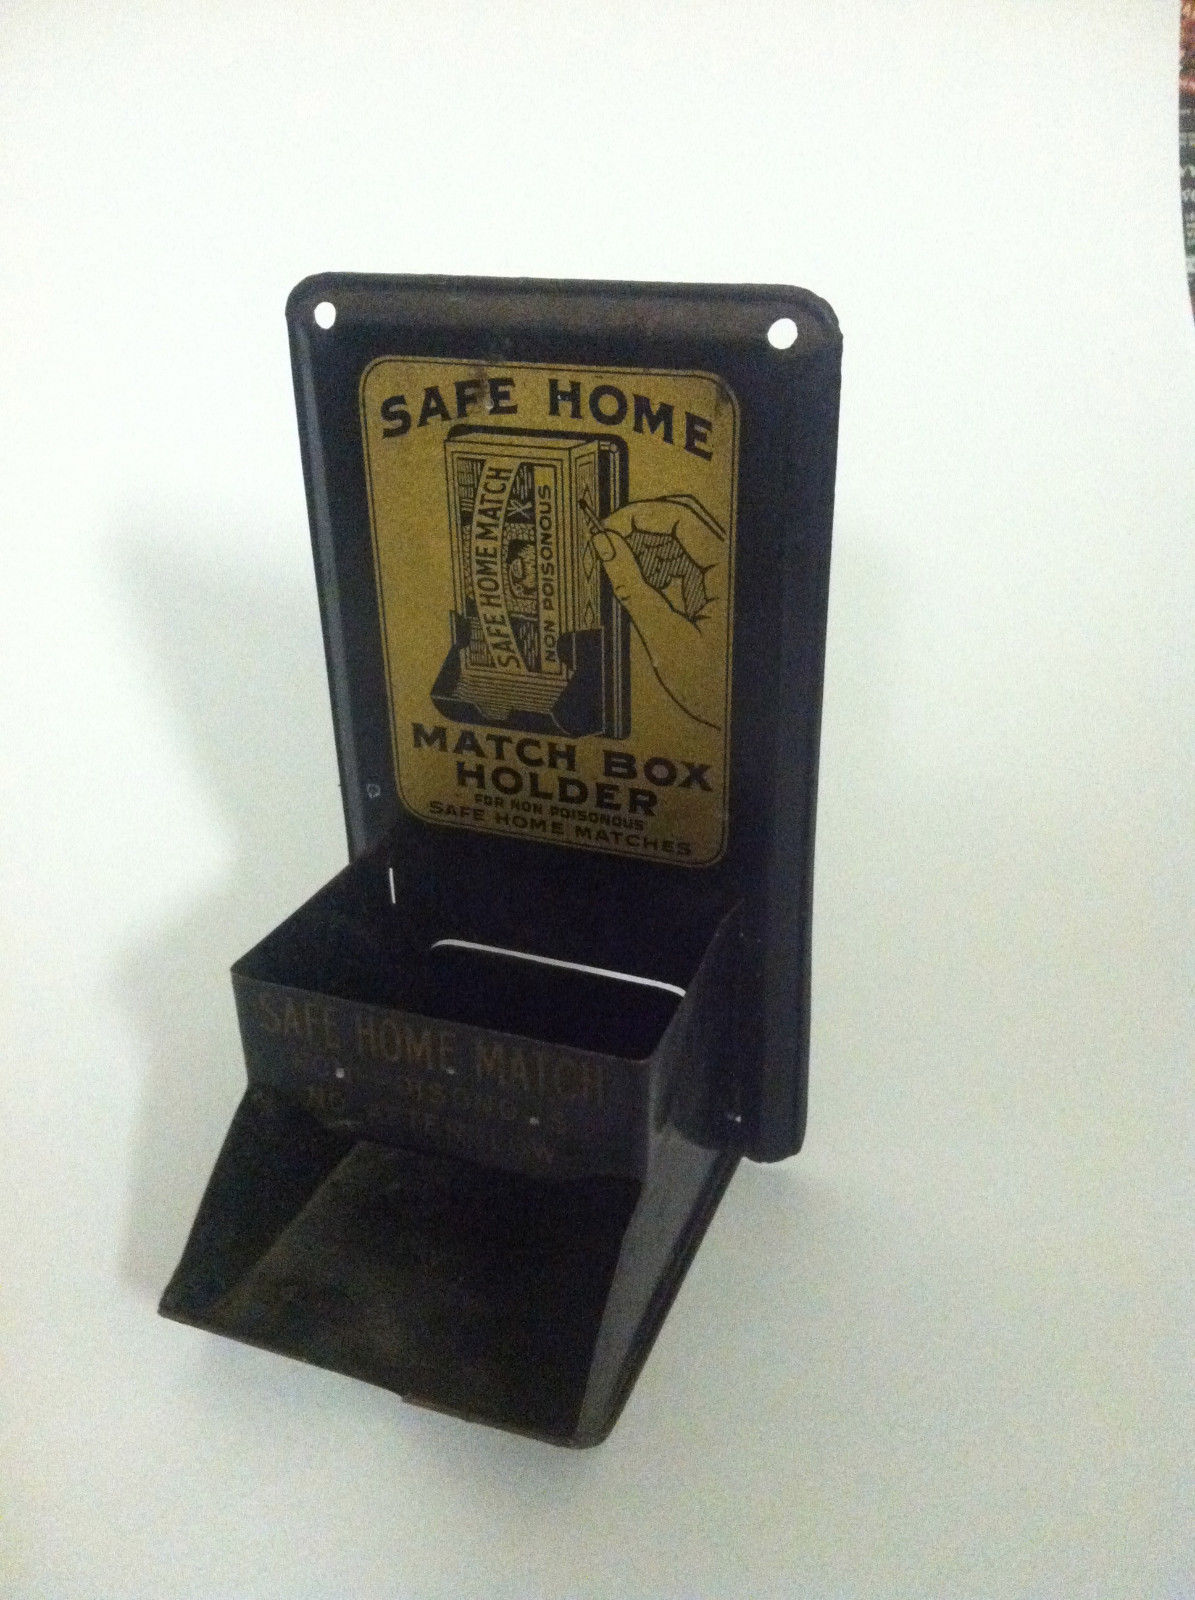 SAFE HOME
SAFE HOME MATCH
NON POISONOUS
MATCH BOX
HOLDER
FOR NON POISONOUS
SAFE HOME MATCHES
SAFE HOME MATCH